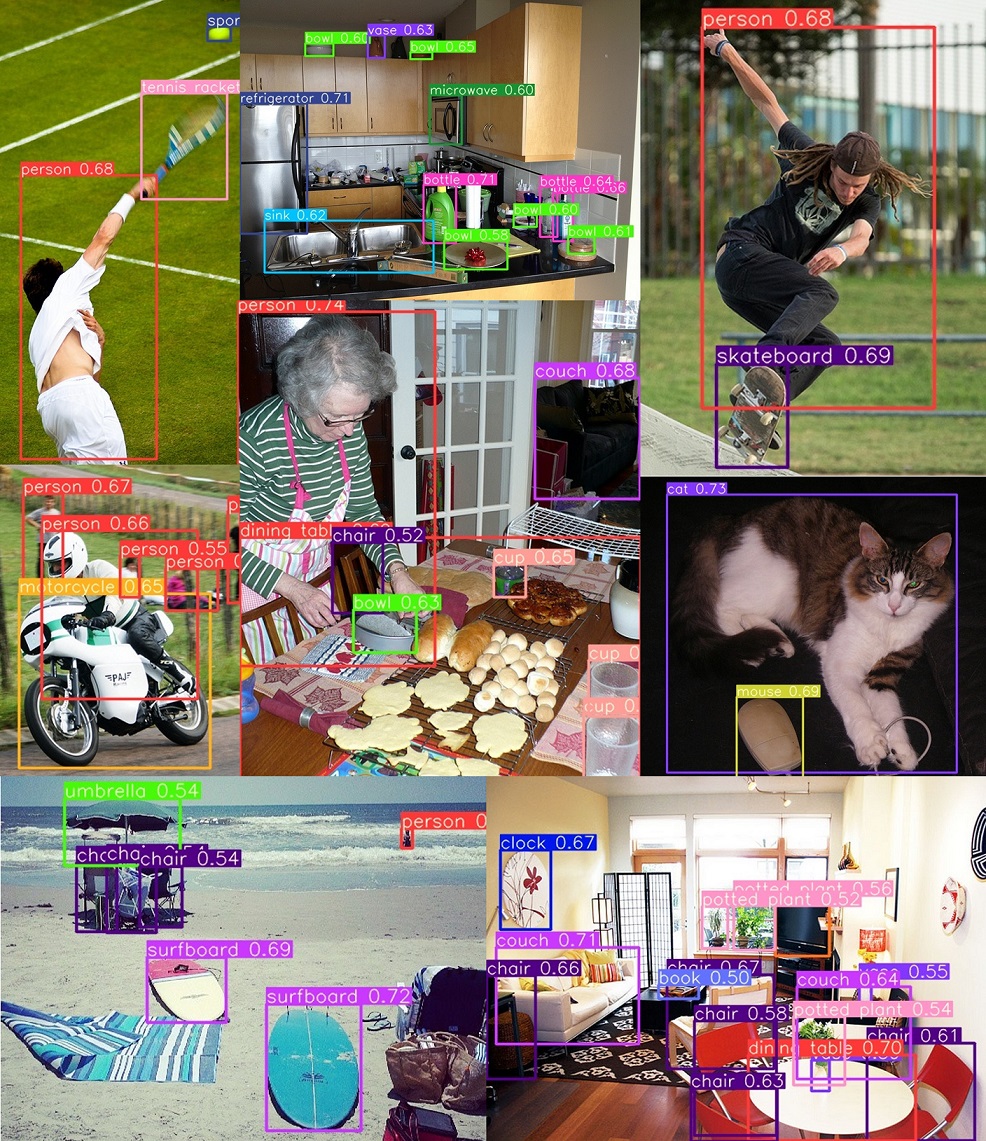 spor
tennis racket
person 0.68
bowl 0.60
vase 0.63
bowl 0.65
refrigerator 0.71
microwave 0.60
bottle 0.71
bottle 0.64
bottle 0.66
sink 0.62
bowl 0.60
bowl 0.61
bowl 0.58
person 0.68
skateboard 0.69
person 0.74
couch 0.68
dining tabl
chair 0.52
cup 0.65
bowl 0.63
cup 0
cup 0.
person 0.67
person 0.66
person 0.55
person 0
p
motorcycle 0.65
PAJ
cat 0.73
mouse 0.69
umbrella 0.54
person 0
cha
chair 0.54
surfboard 0.69
surfboard 0.72
clock 0.67
potted plant 0.56
potted plant 0.52
couch 0.71
chair 0.66
chair 0.67
book 0.50
couch 0.64
0.55
chair 0.58
potted plant 0.54
chair 0.61
dining table 0.70
chair 0.63